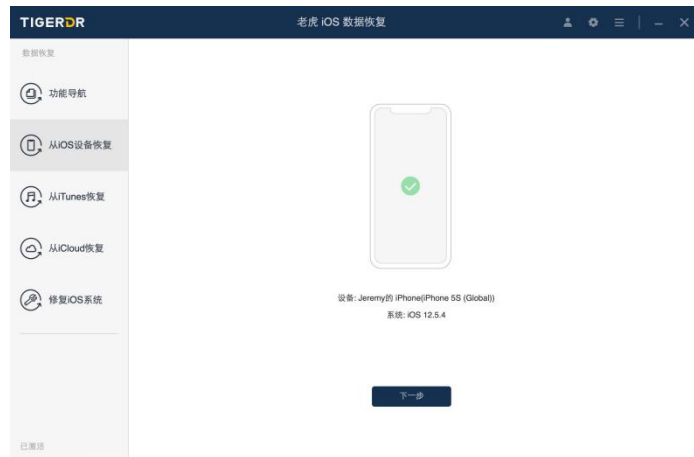 TIGERDR
老虎 iOS 数据恢复
数据恢复
功能导航
从iOS设备恢复
从iTunes恢复
从iCloud恢复
修复iOS系统
设备: Jeremy的 iPhone(iPhone 5S (Global))
系统: iOS 12.5.4
下一步
已激活